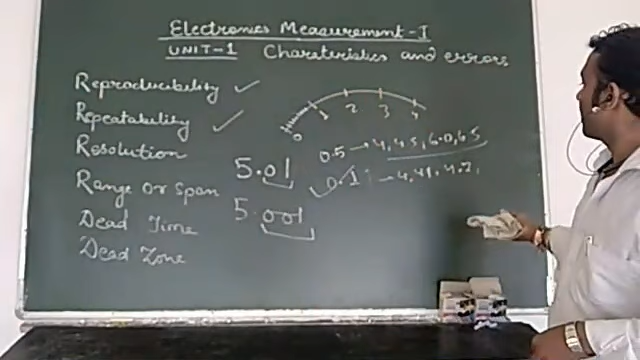 Electronics Measurement-I
UNIT-1 Charateristics and errors
Reproducibility ✓
Repeatability ✓
Resolution
Range or Span
Dead Time
Dead Zone
0 1 2 3 4
5.01
5.001
0.5 → 4, 4.5, 6.0, 6.5
0.1 → 4, 4.1, 4.2,